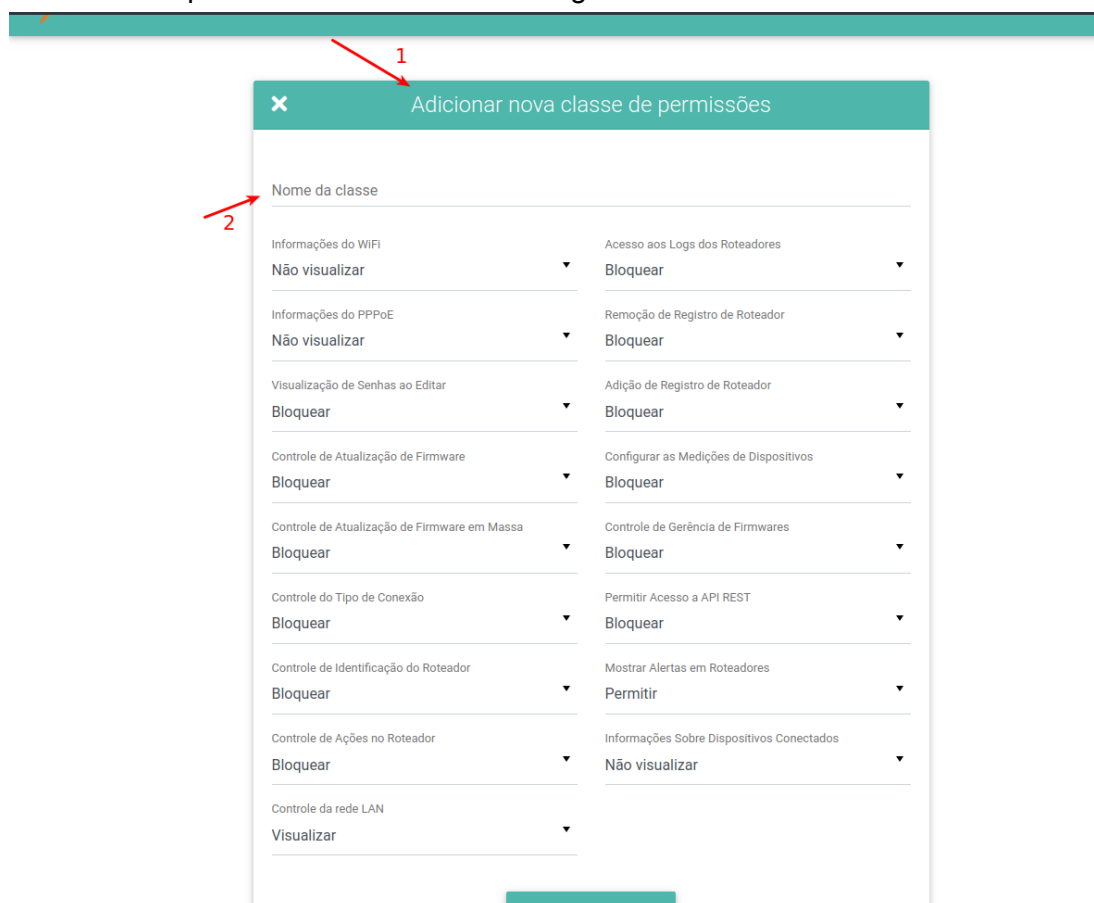 1
Adicionar nova classe de permissões
Nome da classe
2
Informações do WiFi
Não visualizar
Acesso aos Logs dos Roteadores
Bloquear
Informações do PPPoE
Não visualizar
Remoção de Registro de Roteador
Bloquear
Visualização de Senhas ao Editar
Bloquear
Adição de Registro de Roteador
Bloquear
Controle de Atualização de Firmware
Bloquear
Configurar as Medições de Dispositivos
Bloquear
Controle de Atualização de Firmware em Massa
Bloquear
Controle de Gerência de Firmwares
Bloquear
Controle do Tipo de Conexão
Bloquear
Permitir Acesso a API REST
Bloquear
Controle de Identificação do Roteador
Bloquear
Mostrar Alertas em Roteadores
Permitir
Controle de Ações no Roteador
Bloquear
Informações Sobre Dispositivos Conectados
Não visualizar
Controle da rede LAN
Visualizar